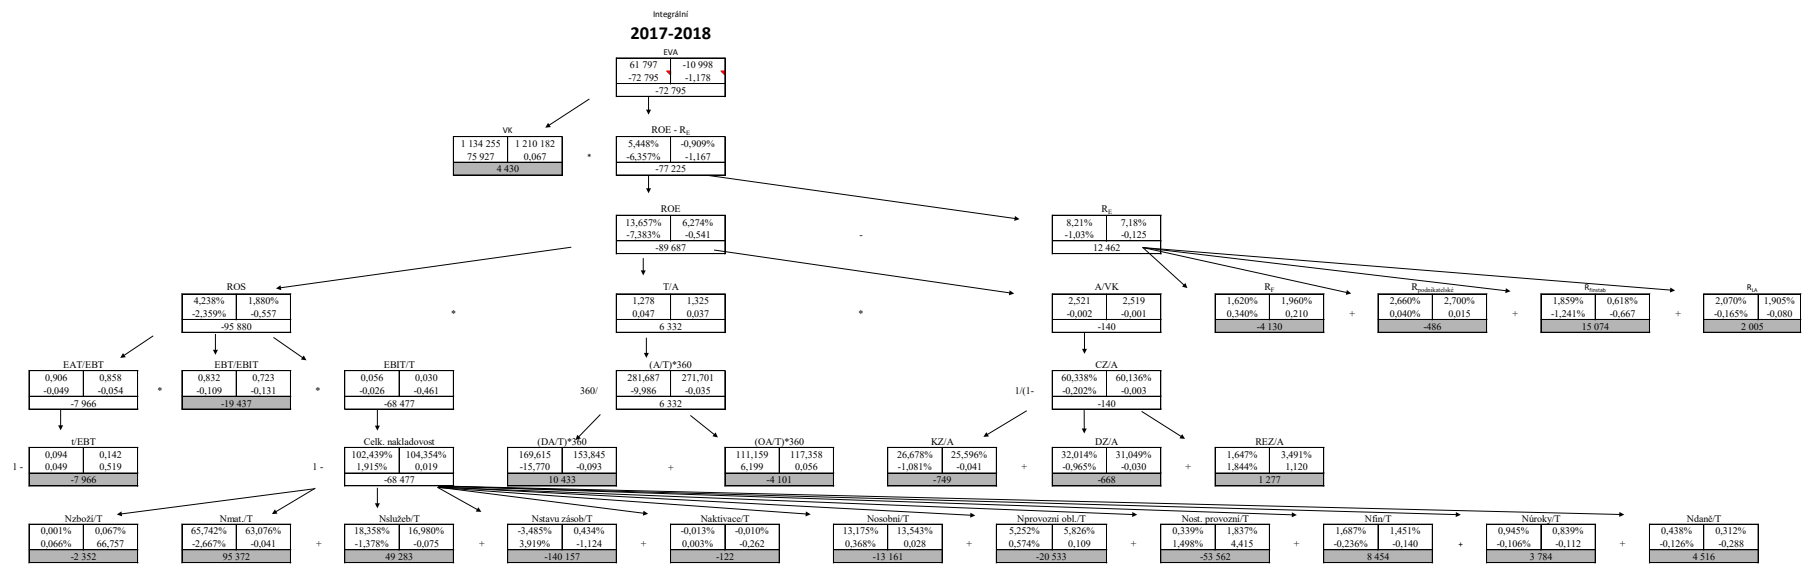 Integrální
2017-2018
EVA
61 797 -10 998
-72 795 -1,178
-72 795
VK ROE - RE
1 134 255 1 210 182 5,448% -0,909%
75 927 0,067 * -6,357% -1,167
4 430 -77 225
ROE RE
13,657% 6,274% 8,21% 7,18%
-7,383% -0,541 - -1,03% -0,125
-89 687 12 462
ROS T/A A/VK RF Rpodnikatelské Rfinstab RLA
4,238% 1,880% 1,278 1,325 2,521 2,519 1,620% 1,960% 2,660% 2,700% 1,859% 0,618% 2,070% 1,905%
-2,359% -0,557 * 0,047 0,037 * -0,002 -0,001 0,340% 0,210 + 0,040% 0,015 + -1,241% -0,667 + -0,165% -0,080
-95 880 6 332 -140 -4 130 -486 15 074 2 005
EAT/EBT EBT/EBIT EBIT/T (A/T)*360 CZ/A
0,906 0,858 0,832 0,723 0,056 0,030 281,687 271,701 60,338% 60,136%
-0,049 -0,054 * -0,109 -0,131 * -0,026 -0,461 360/ -9,986 -0,035 1/(1- -0,202% -0,003
-7 966 -19 437 -68 477 6 332 -140
t/EBT Celk. nakladovost (DA/T)*360 (OA/T)*360 KZ/A DZ/A REZ/A
0,094 0,142 102,439% 104,354% 169,615 153,845 111,159 117,358 26,678% 25,596% 32,014% 31,049% 1,647% 3,491%
1 - 0,049 0,519 1 - 1,915% 0,019 -15,770 -0,093 + 6,199 0,056 -1,081% -0,041 + -0,965% -0,030 + 1,844% 1,120
-7 966 -68 477 10 433 -4 101 -749 -668 1 277
Nzboží/T Nmat./T Nslužeb/T Nstavu zásob/T Naktivace/T Nosobní/T Nprovozní obl./T Nost. provozní/T Nfin/T Núroky/T Ndaně/T
0,001% 0,067% 65,742% 63,076% 18,358% 16,980% -3,485% 0,434% -0,013% -0,010% 13,175% 13,543% 5,252% 5,826% 0,339% 1,837% 1,687% 1,451% 0,945% 0,839% 0,438% 0,312%
0,066% 66,757 -2,667% -0,041 + -1,378% -0,075 + 3,919% -1,124 + 0,003% -0,262 0,368% 0,028 + 0,574% 0,109 + 1,498% 4,415 + -0,236% -0,140 + -0,106% -0,112 + -0,126% -0,288
-2 352 95 372 49 283 -140 157 -122 -13 161 -20 533 -53 562 8 454 3 784 4 516